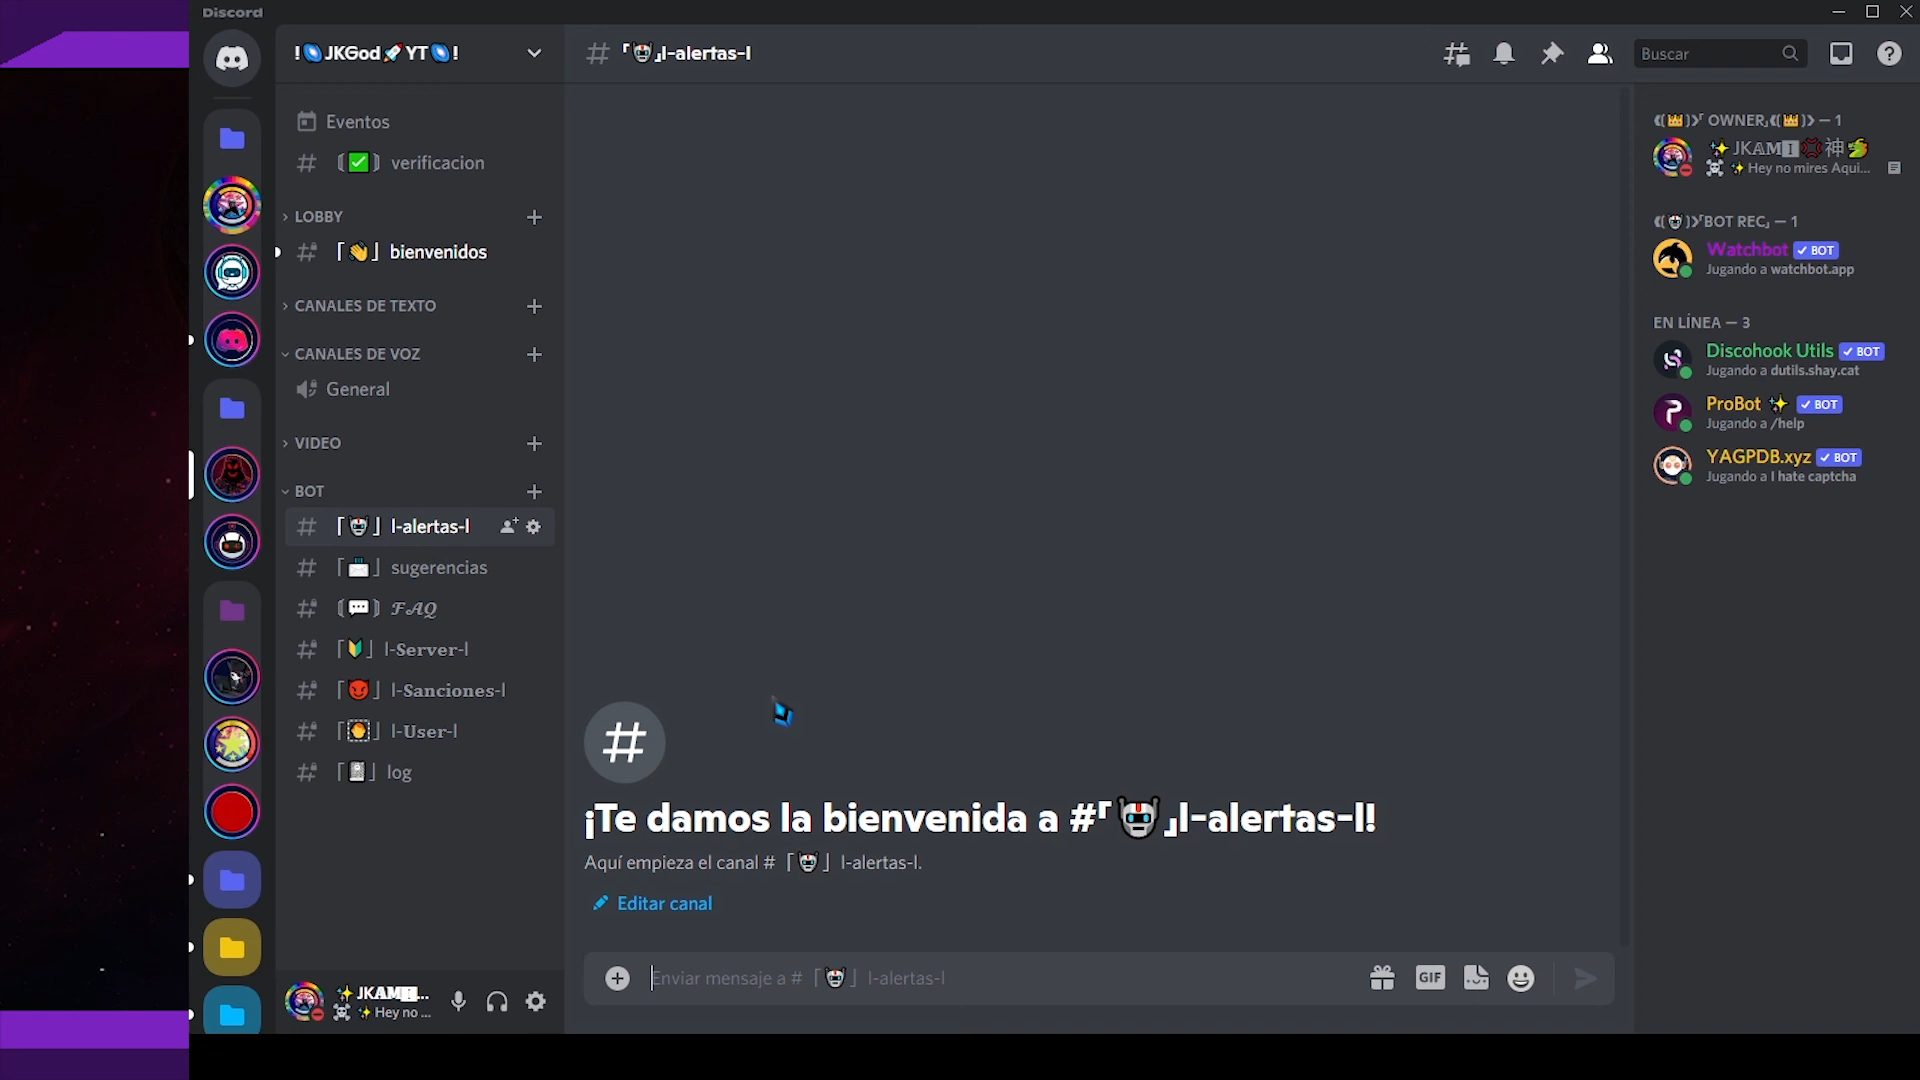 Discord
!🌀JKGod🚀YT🌀!
Eventos
⟬✅⟭ verificacion
LOBBY
「👋」 bienvenidos
CANALES DE TEXTO
CANALES DE VOZ
General
VIDEO
BOT
「🤖」 l-alertas-l
「📩」 sugerencias
⟬💬⟭ 𝓕𝓐𝓠
「🔰」 l-𝐒𝐞𝐫𝐯𝐞𝐫-l
「😈」 l-𝐒𝐚𝐧𝐜𝐢𝐨𝐧𝐞𝐬-l
「」 l-𝐔𝐬𝐞𝐫-l
「📓」 log
✨JKAM...
☠✨Hey no ...
# 「🤖」l-alertas-l
Buscar
¡Te damos la bienvenida a #「🤖」l-alertas-l!
Aquí empieza el canal # 「🤖」 l-alertas-l.
Editar canal
Enviar mensaje a # 「🤖」 l-alertas-l
GIF
⟪(👑)⟫「 OWNER」⟪(👑)⟫ — 1
✨JK𝔸𝐌🅸💢神🐲
☠✨Hey no mires Aqui...
⟪(🤖)⟫「BOT REC」 — 1
Watchbot ✓ BOT
Jugando a watchbot.app
EN LÍNEA — 3
Discohook Utils ✓ BOT
Jugando a dutils.shay.cat
ProBot ✨ ✓ BOT
Jugando a /help
YAGPDB.xyz ✓ BOT
Jugando a I hate captcha